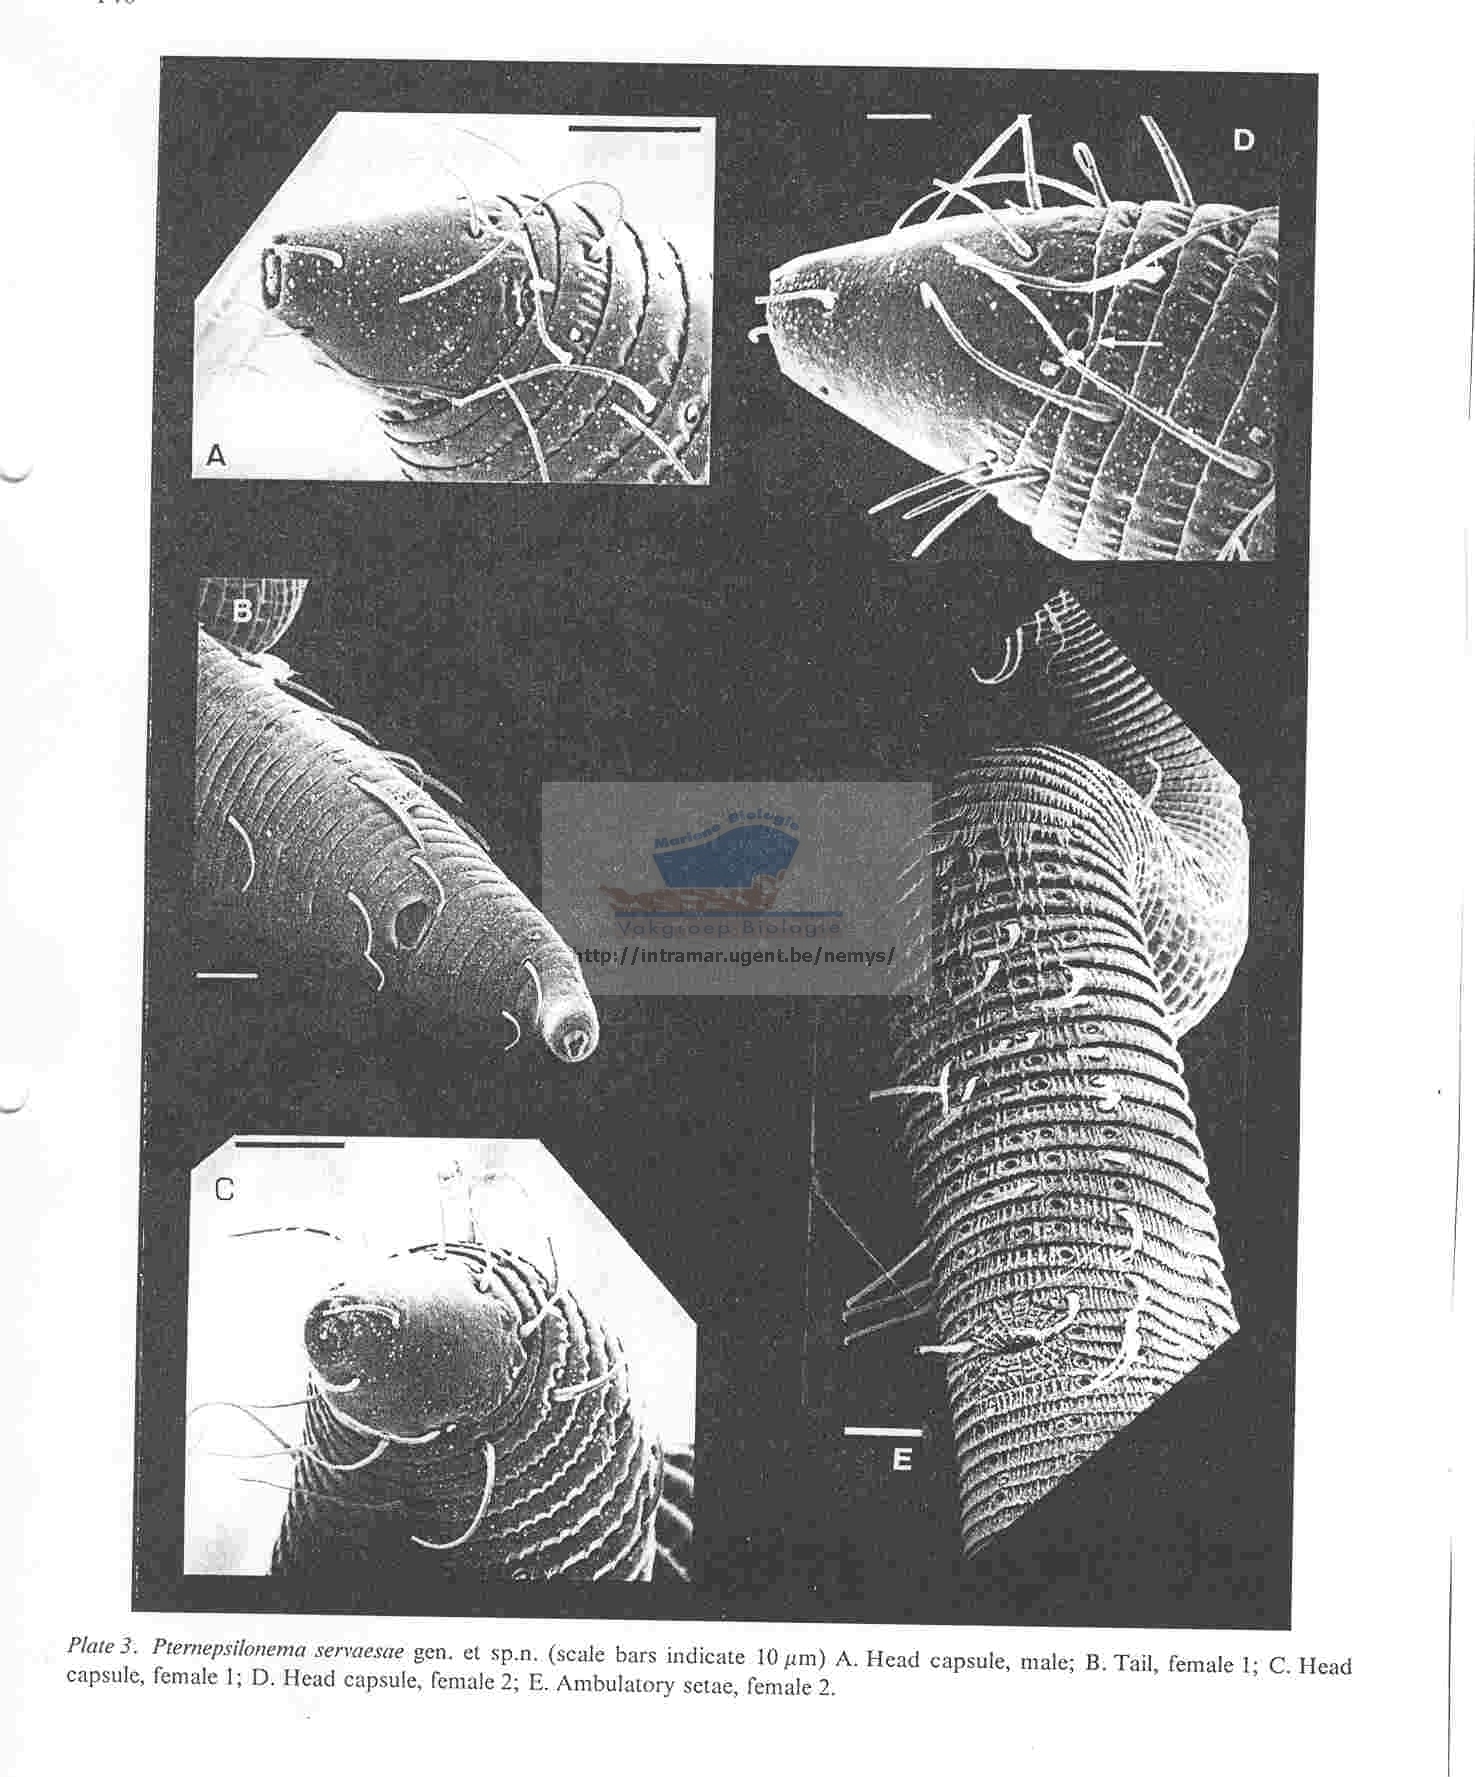 A
D
B
Mariene Biologie
Vakgroep Biologie
http://intramar.ugent.be/nemys/
C
E
Plate 3. Pternepsilonema servaesae gen. et sp.n. (scale bars indicate 10 μm) A. Head capsule, male; B. Tail, female 1; C. Head
capsule, female 1; D. Head capsule, female 2; E. Ambulatory setae, female 2.